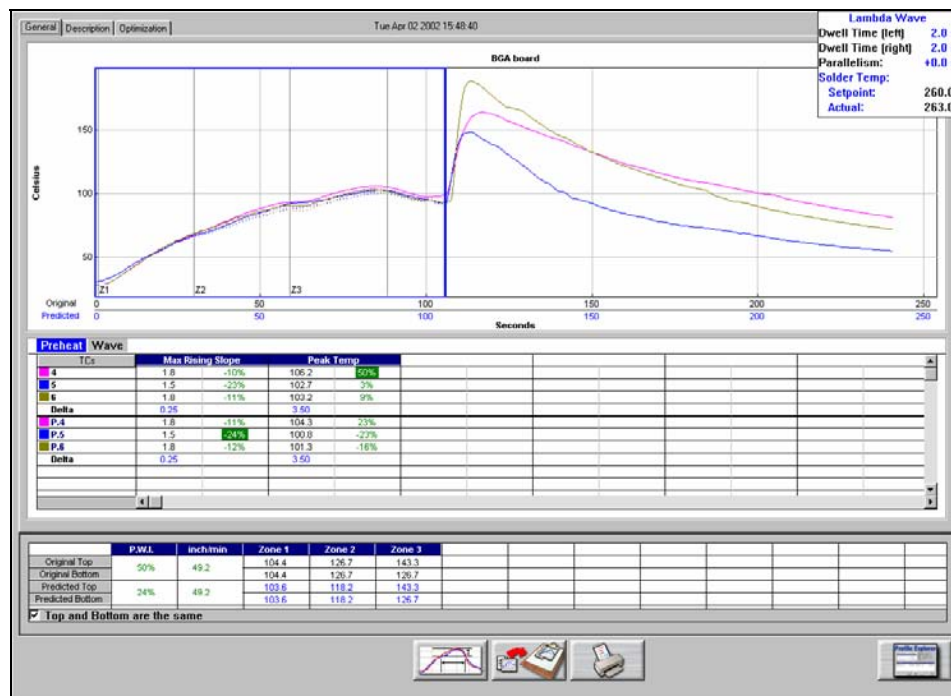 General Description Optimization Tue Apr 02 2002 15:48:40
Lambda Wave
Dwell Time (left) 2.0
Dwell Time (right) 2.0
Parallelism: +0.0
Solder Temp:
Setpoint: 260.0
Actual: 263.0
BGA board
Celsius
150
100
50
Z1 Z2 Z3
Original 0 50 100 150 200 250
Predicted 0 50 100 150 200 250
Seconds
Preheat Wave
TCs Max Rising Slope Peak Temp
4 1.8 -10% 106.2 50%
5 1.5 -23% 102.7 3%
6 1.8 -11% 103.2 9%
Delta 0.25 3.50
P.4 1.8 -11% 104.3 23%
P.5 1.5 -24% 100.8 -23%
P.6 1.8 -12% 101.3 -16%
Delta 0.25 3.50
P.W.I. inch/min Zone 1 Zone 2 Zone 3
Original Top 50% 49.2 104.4 126.7 143.3
Original Bottom 104.4 126.7 126.7
Predicted Top 24% 49.2 103.6 118.2 143.3
Predicted Bottom 103.6 118.2 126.7
Top and Bottom are the same
Profile Explorer